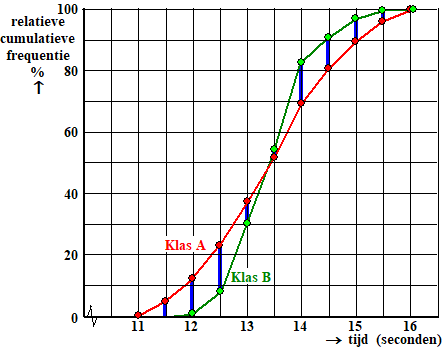 relatieve
cumulatieve
frequentie
%
↑
100
80
60
40
20
0
Klas A
Klas B
11 12 13 14 15 16
→ tijd (seconden)